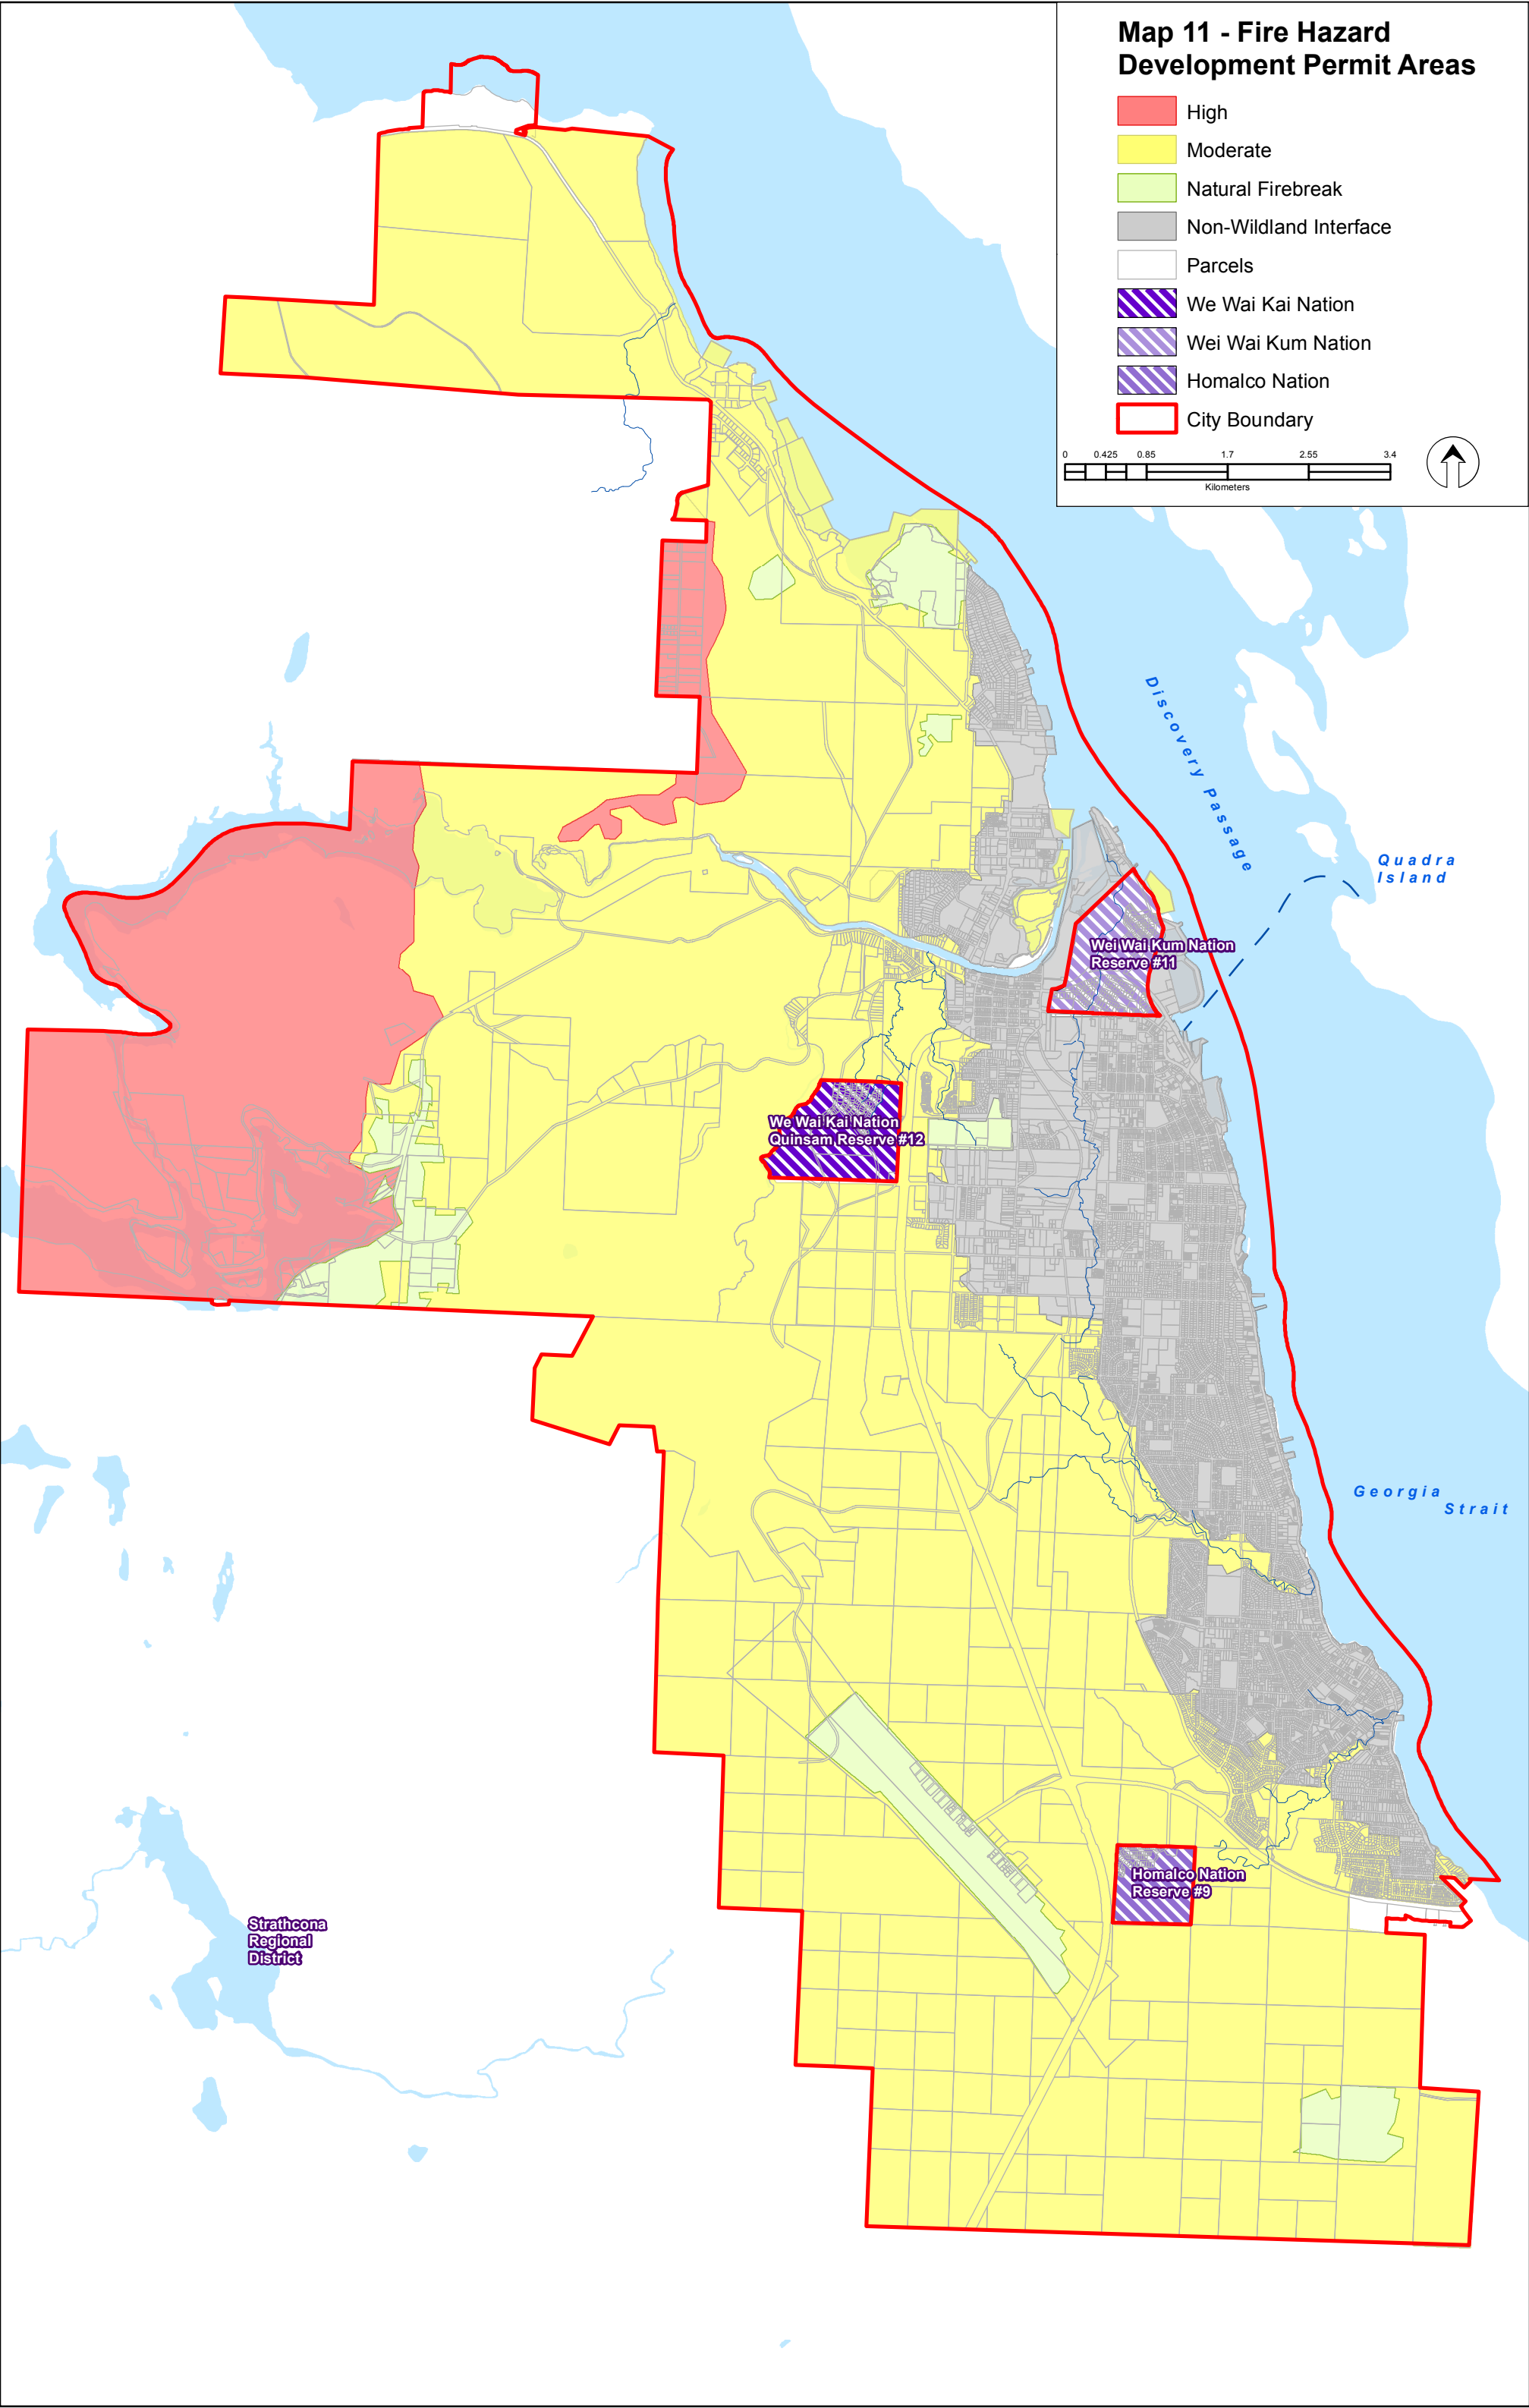 Map 11 - Fire Hazard
Development Permit Areas
High
Moderate
Natural Firebreak
Non-Wildland Interface
Parcels
We Wai Kai Nation
Wei Wai Kum Nation
Homalco Nation
City Boundary
0 0.425 0.85 1.7 2.55 3.4
Kilometers
Discovery Passage
Quadra
Island
Wei Wai Kum Nation
Reserve #11
We Wai Kai Nation
Quinsam Reserve #12
Georgia
Strait
Homalco Nation
Reserve #9
Strathcona
Regional
District